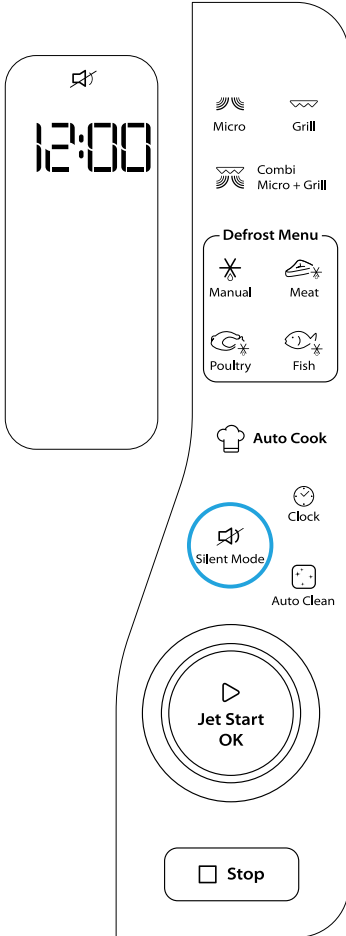 12:00
Micro
Grill
Combi
Micro + Grill
Defrost Menu
Manual
Meat
Poultry
Fish
Auto Cook
Clock
Silent Mode
Auto Clean
Jet Start
OK
Stop